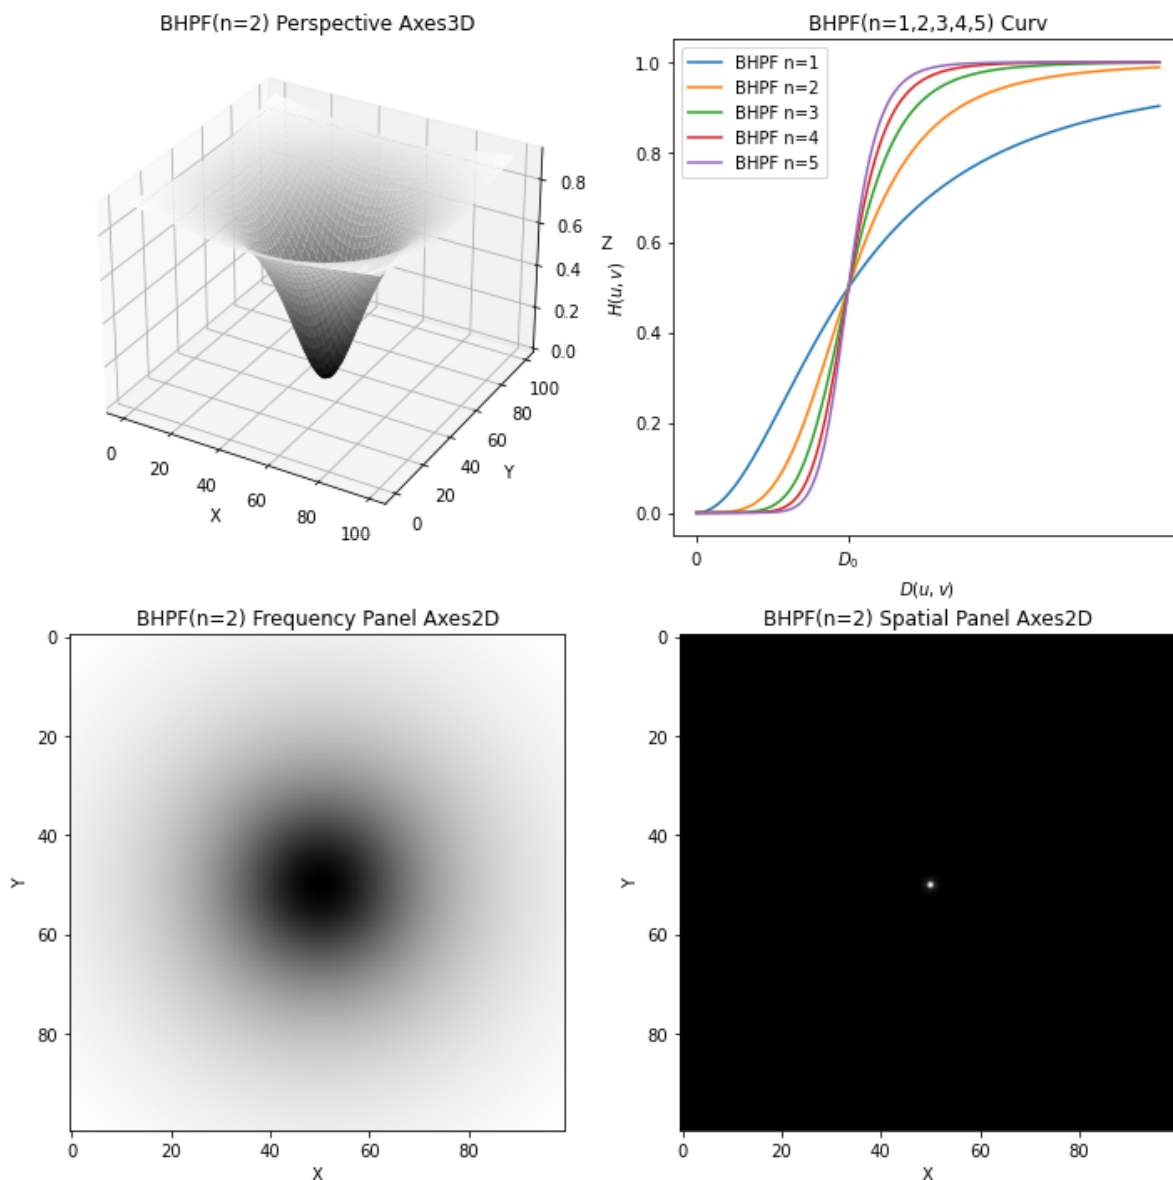 BHPF(n=2) Perspective Axes3D
0.8
0.6
0.4
0.2
0.0
Z
100
80
60
40
20
0
Y
0
20
40
60
80
100
X
BHPF(n=1,2,3,4,5) Curv
BHPF n=1
BHPF n=2
BHPF n=3
BHPF n=4
BHPF n=5
1.0
0.8
0.6
0.4
0.2
0.0
H(u, v)
0 D₀
D(u, v)
BHPF(n=2) Frequency Panel Axes2D
0
20
40
60
80
Y
0 20 40 60 80
X
BHPF(n=2) Spatial Panel Axes2D
0
20
40
60
80
Y
0 20 40 60 80
X